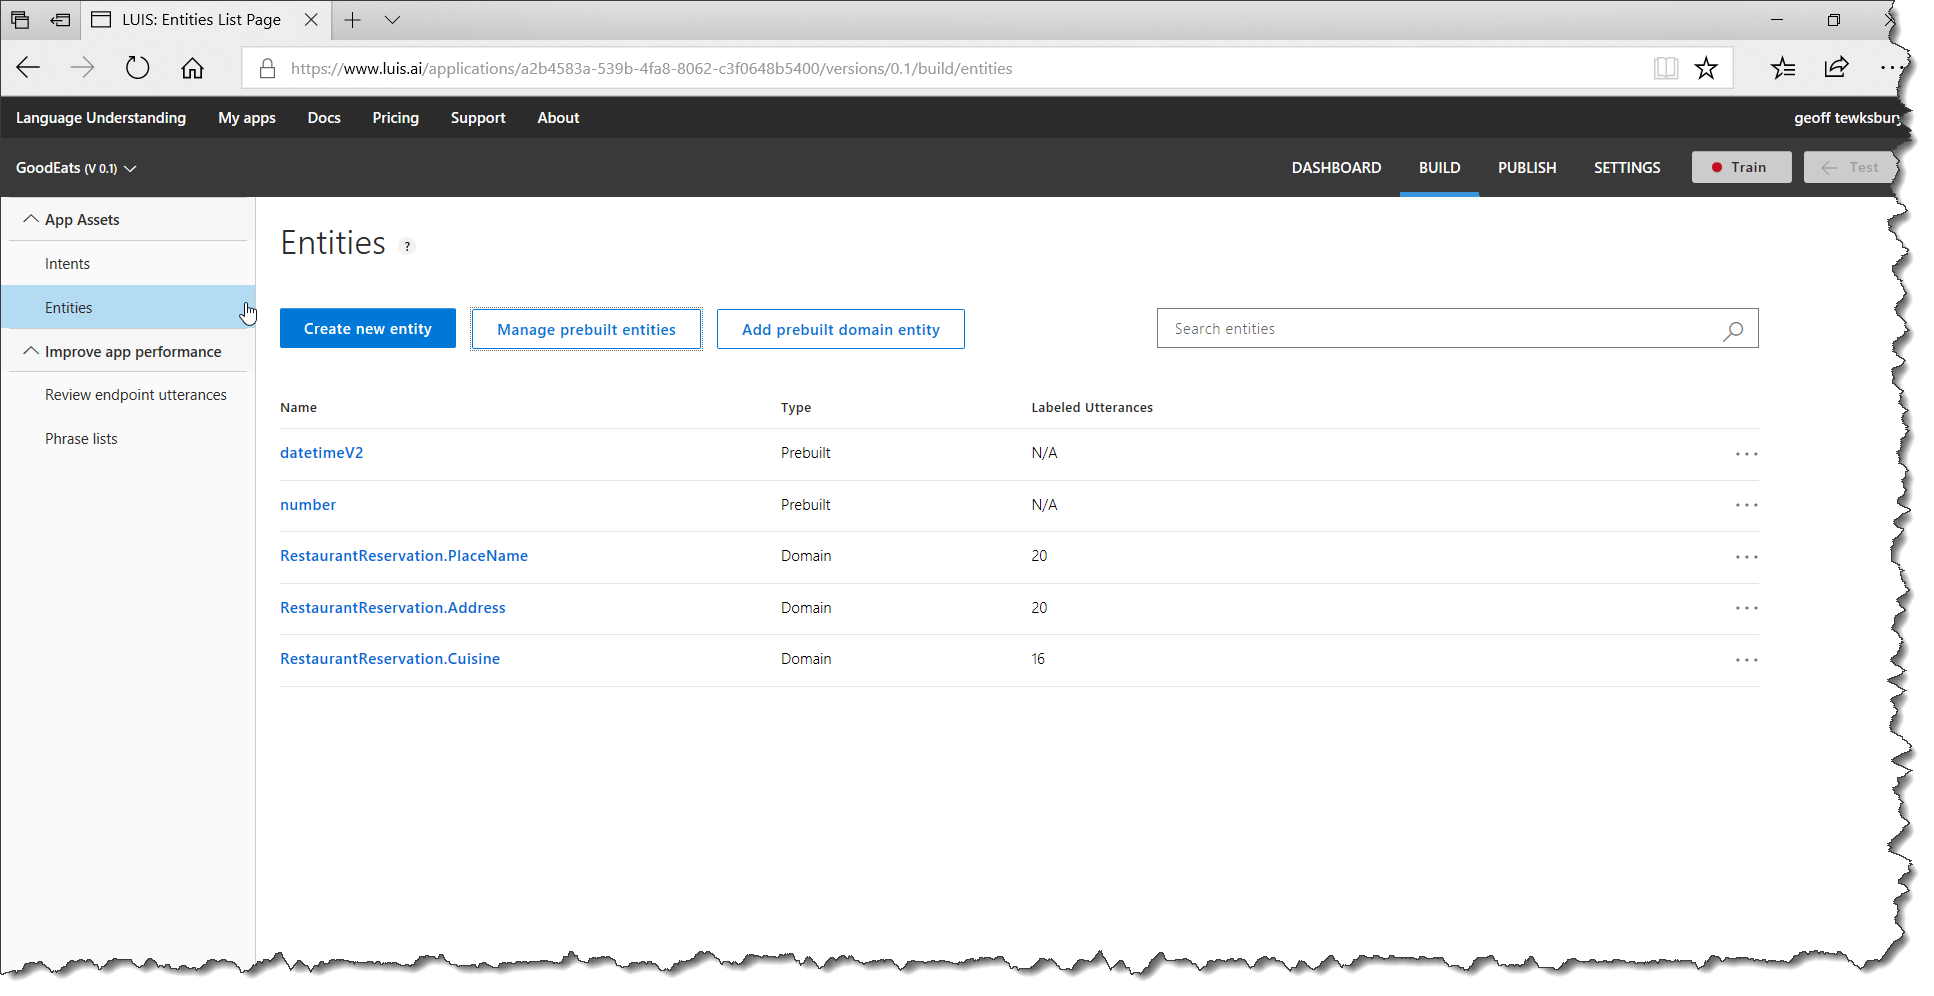 LUIS: Entities List Page
https://www.luis.ai/applications/a2b4583a-539b-4fa8-8062-c3f0648b5400/versions/0.1/build/entities
Language Understanding My apps Docs Pricing Support About geoff tewksbury
GoodEats (V 0.1) DASHBOARD BUILD PUBLISH SETTINGS Train Test
App Assets
Intents
Entities
Improve app performance
Review endpoint utterances
Phrase lists
Entities ?
Create new entity Manage prebuilt entities Add prebuilt domain entity Search entities
Name Type Labeled Utterances
datetimeV2 Prebuilt N/A
number Prebuilt N/A
RestaurantReservation.PlaceName Domain 20
RestaurantReservation.Address Domain 20
RestaurantReservation.Cuisine Domain 16